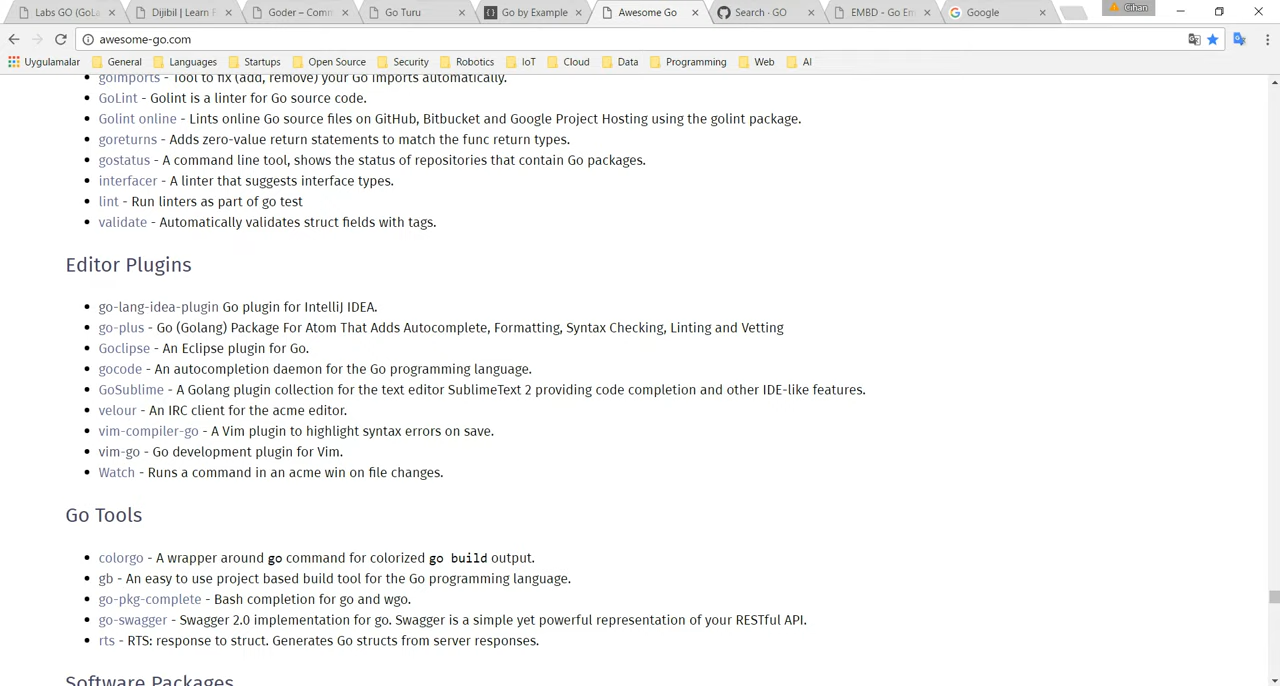 Labs GO (GoLa
Dijibil | Learn F
Goder – Comm
Go Turu
Go by Example
Awesome Go
Search · GO
EMBD - Go Em
Google
Cihan
awesome-go.com
Uygulamalar General Languages Startups Open Source Security Robotics IoT Cloud Data Programming Web AI
goimports - Tool to fix (add, remove) your Go imports automatically.
GoLint - Golint is a linter for Go source code.
Golint online - Lints online Go source files on GitHub, Bitbucket and Google Project Hosting using the golint package.
goreturns - Adds zero-value return statements to match the func return types.
gostatus - A command line tool, shows the status of repositories that contain Go packages.
interfacer - A linter that suggests interface types.
lint - Run linters as part of go test
validate - Automatically validates struct fields with tags.
Editor Plugins
go-lang-idea-plugin Go plugin for IntelliJ IDEA.
go-plus - Go (Golang) Package For Atom That Adds Autocomplete, Formatting, Syntax Checking, Linting and Vetting
Goclipse - An Eclipse plugin for Go.
gocode - An autocompletion daemon for the Go programming language.
GoSublime - A Golang plugin collection for the text editor SublimeText 2 providing code completion and other IDE-like features.
velour - An IRC client for the acme editor.
vim-compiler-go - A Vim plugin to highlight syntax errors on save.
vim-go - Go development plugin for Vim.
Watch - Runs a command in an acme win on file changes.
Go Tools
colorgo - A wrapper around go command for colorized go build output.
gb - An easy to use project based build tool for the Go programming language.
go-pkg-complete - Bash completion for go and wgo.
go-swagger - Swagger 2.0 implementation for go. Swagger is a simple yet powerful representation of your RESTful API.
rts - RTS: response to struct. Generates Go structs from server responses.
Software Packages